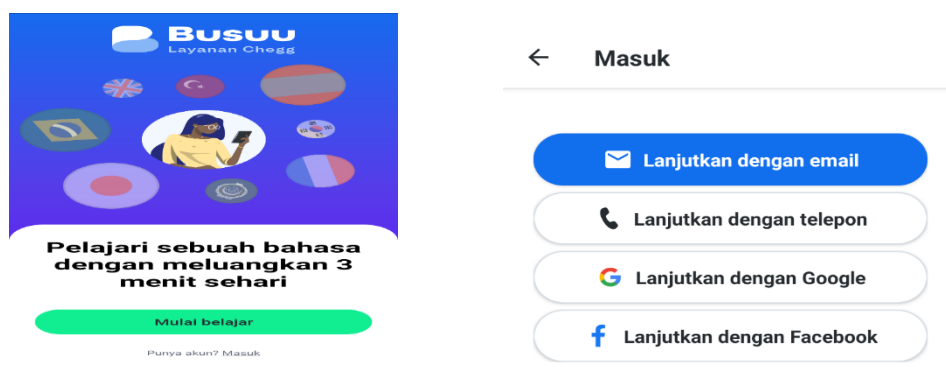 Busuu
Layanan Chegg
Pelajari sebuah bahasa
dengan meluangkan 3
menit sehari
Mulai belajar
Punya akun? Masuk
Masuk
Lanjutkan dengan email
Lanjutkan dengan telepon
Lanjutkan dengan Google
Lanjutkan dengan Facebook